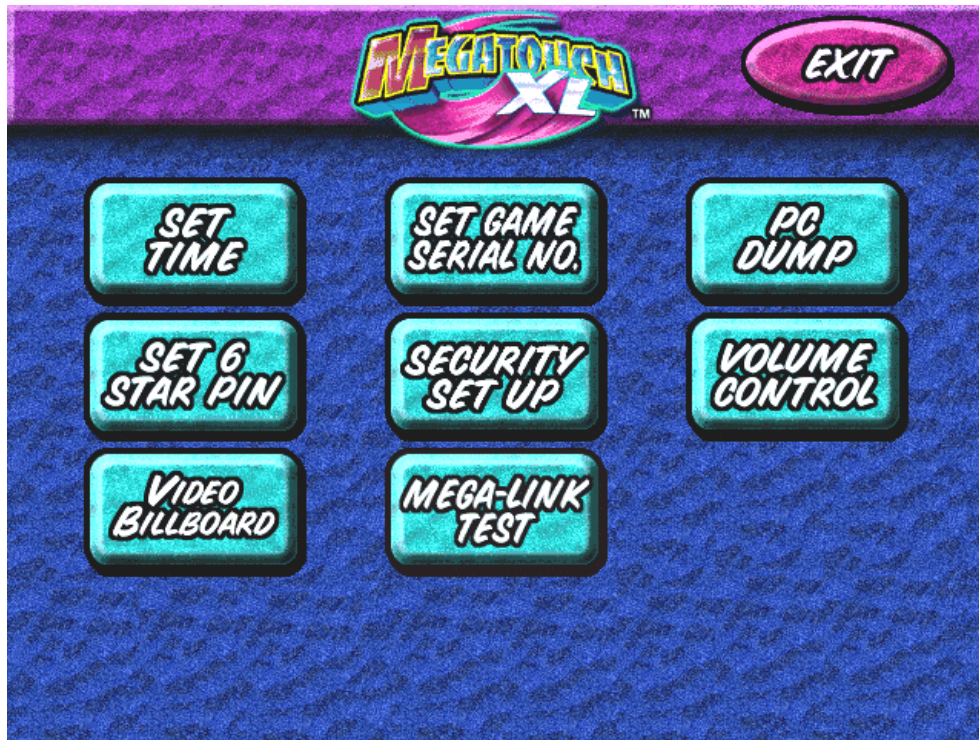 MEGATOUCH
XL
TM
EXIT
SET
TIME
SET GAME
SERIAL NO.
PC
DUMP
SET 6
STAR PIN
SECURITY
SET UP
VOLUME
CONTROL
VIDEO
BILLBOARD
MEGA-LINK
TEST